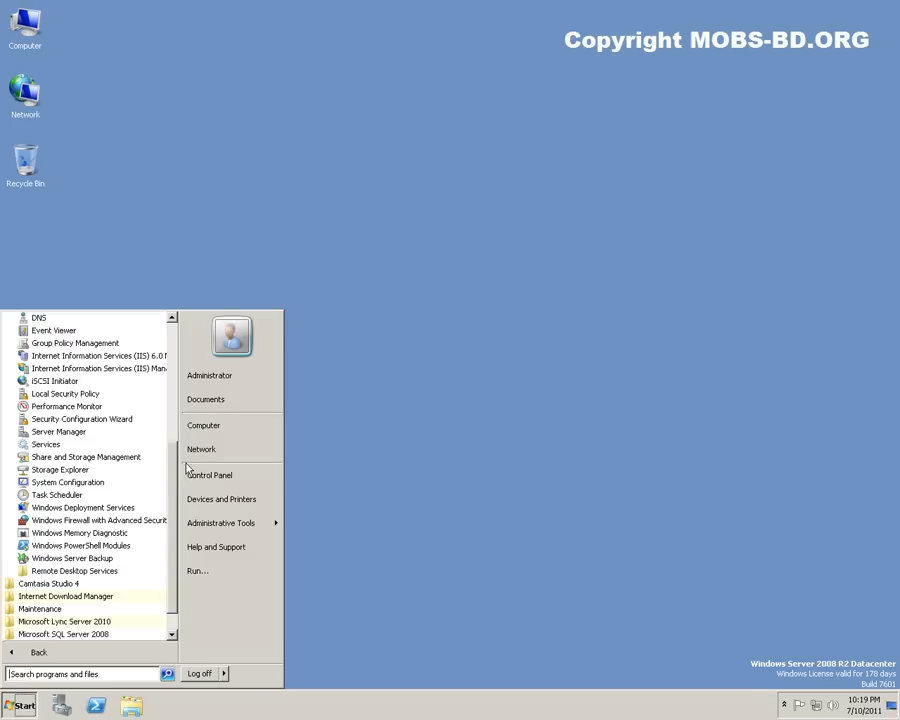 Computer
Copyright MOBS-BD.ORG
Network
Recycle Bin
DNS
Event Viewer
Group Policy Management
Internet Information Services (IIS) 6.0 M
Internet Information Services (IIS) Man
iSCSI Initiator
Local Security Policy
Performance Monitor
Security Configuration Wizard
Server Manager
Services
Share and Storage Management
Storage Explorer
System Configuration
Task Scheduler
Windows Deployment Services
Windows Firewall with Advanced Securit
Windows Memory Diagnostic
Windows PowerShell Modules
Windows Server Backup
Remote Desktop Services
Camtasia Studio 4
Internet Download Manager
Maintenance
Microsoft Lync Server 2010
Microsoft SQL Server 2008
Back
Search programs and files
Administrator
Documents
Computer
Network
Control Panel
Devices and Printers
Administrative Tools
Help and Support
Run...
Log off
Windows Server 2008 R2 Datacenter
Windows License valid for 178 days
Build 7601
Start
10:19 PM
7/10/2011